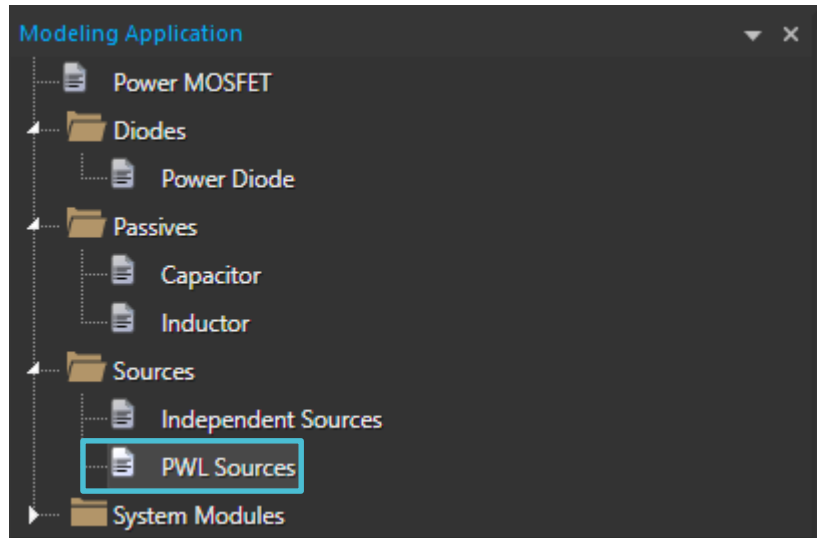 Modeling Application
Power MOSFET
Diodes
Power Diode
Passives
Capacitor
Inductor
Sources
Independent Sources
PWL Sources
System Modules